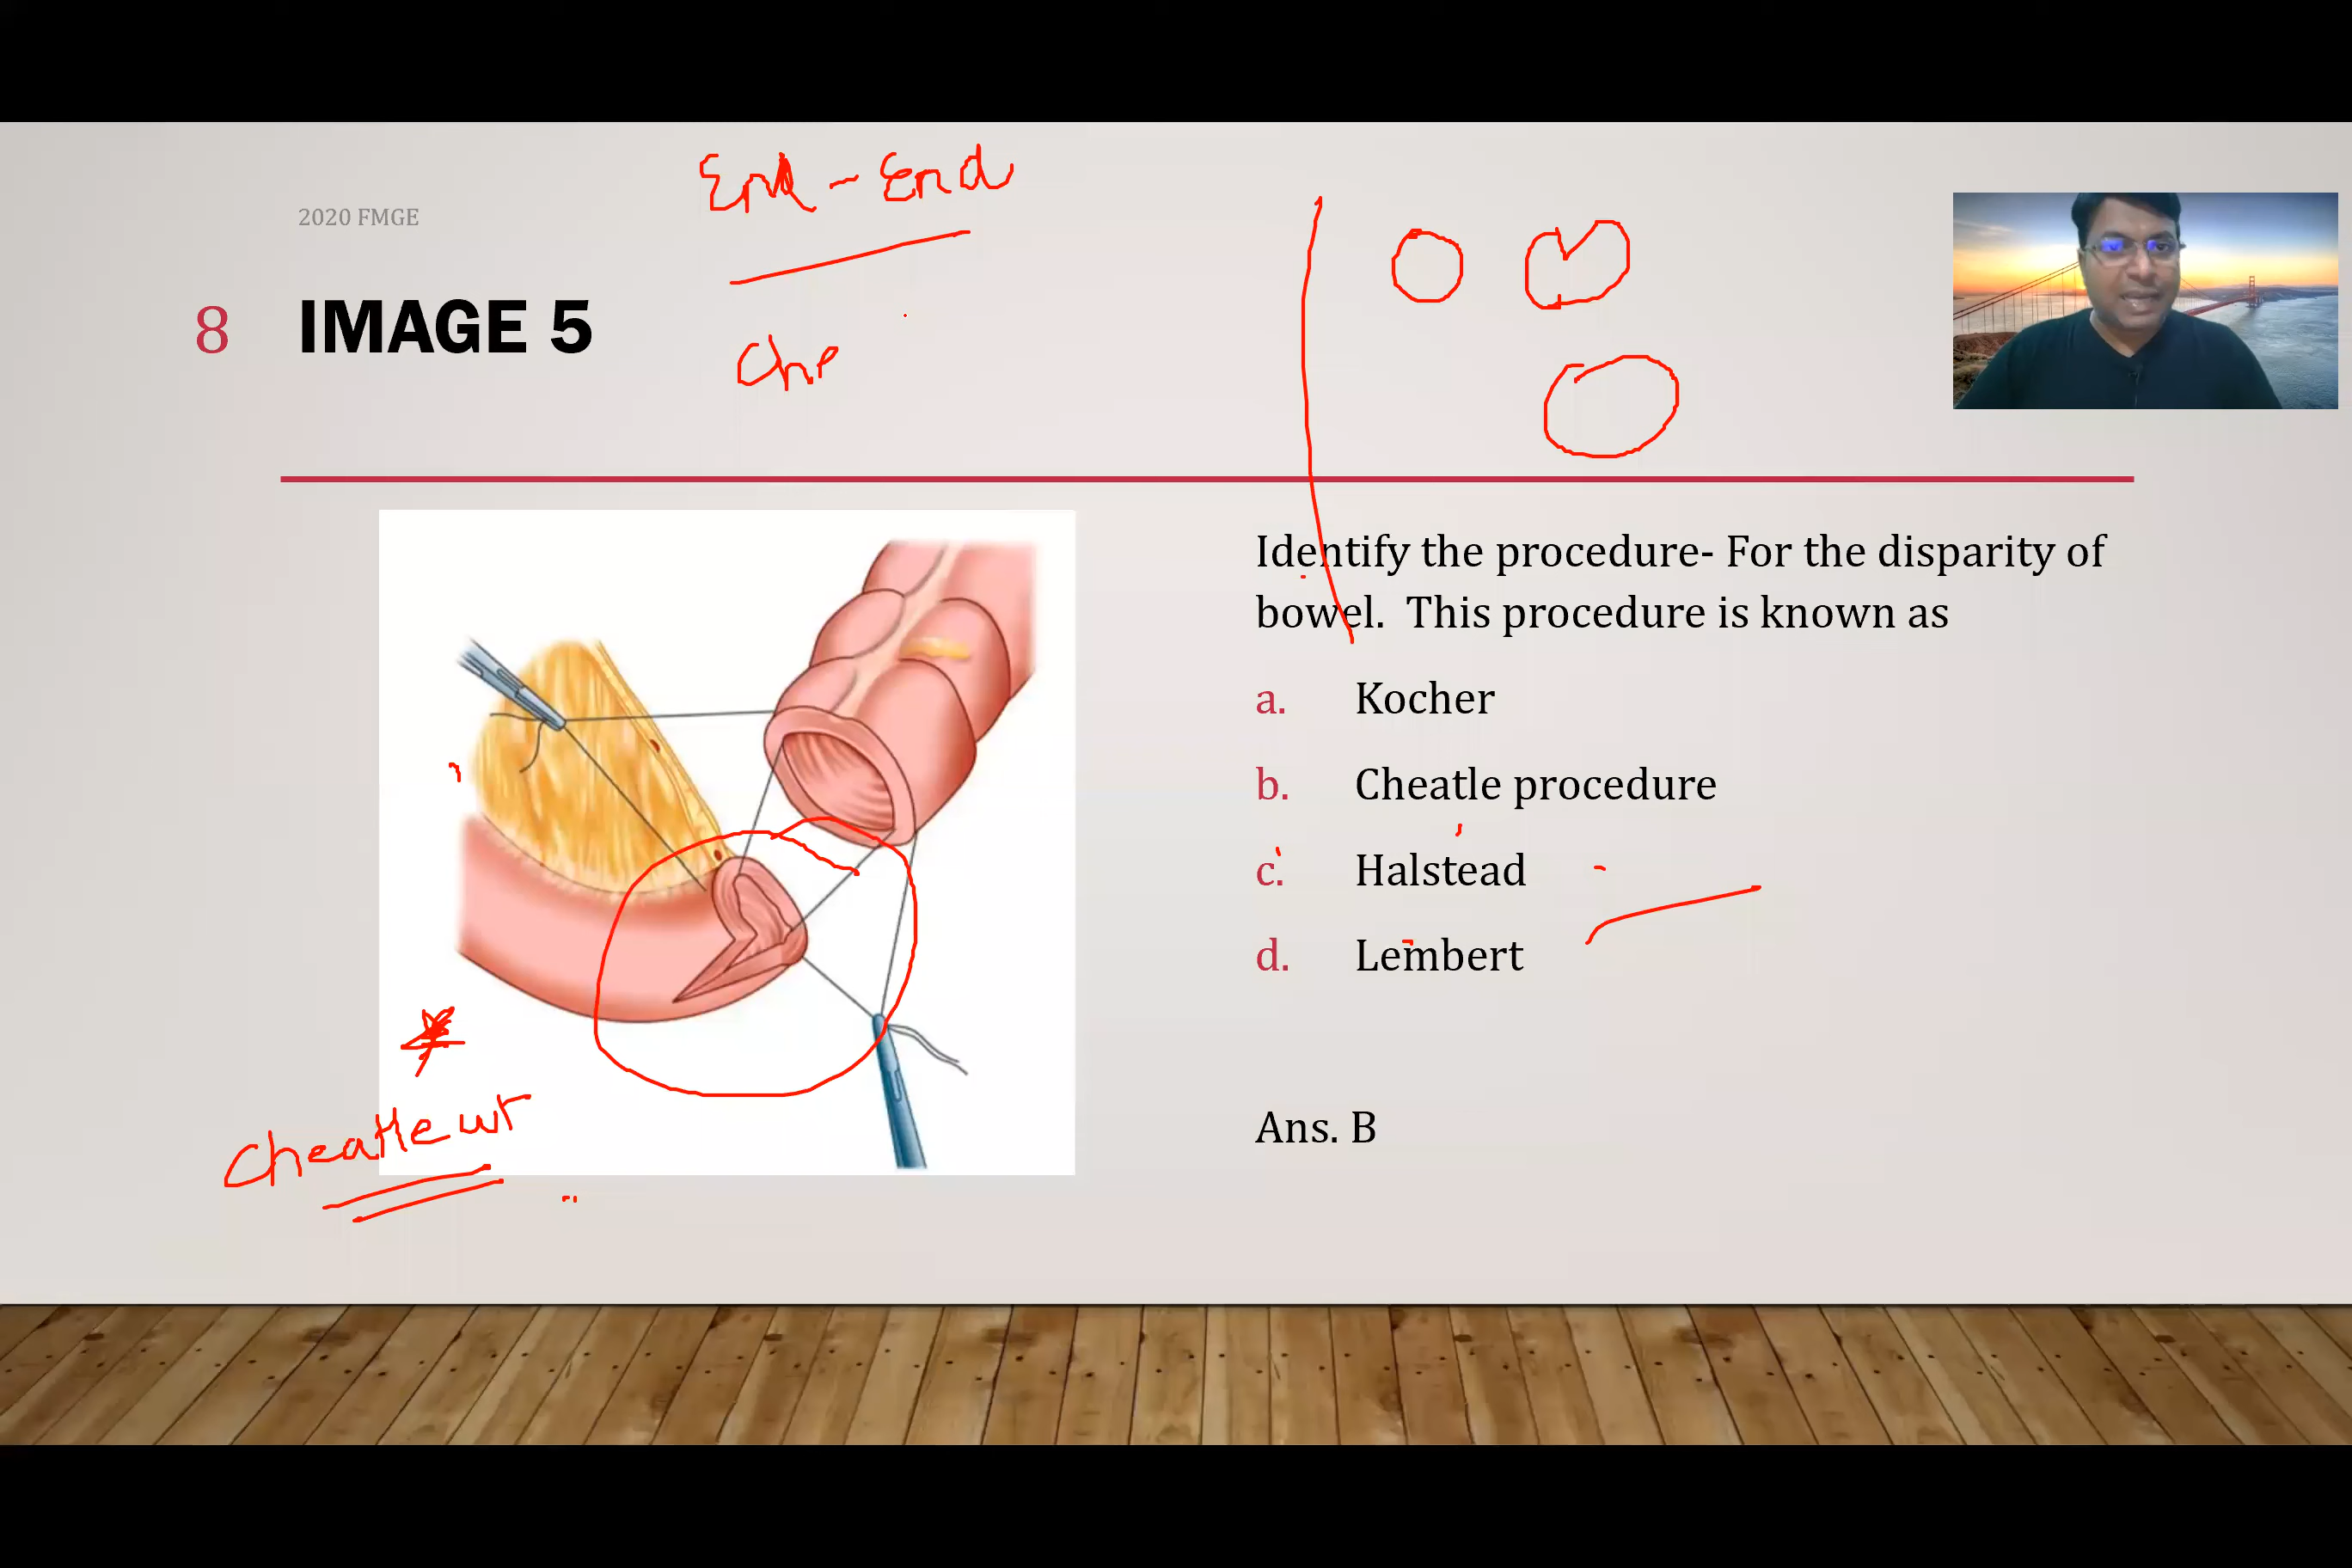 End - End
2020 FMGE
8 IMAGE 5
Che
Identify the procedure- For the disparity of
bowel. This procedure is known as
a. Kocher
b. Cheatle procedure
c. Halstead
d. Lembert
Cheatle
Ans. B